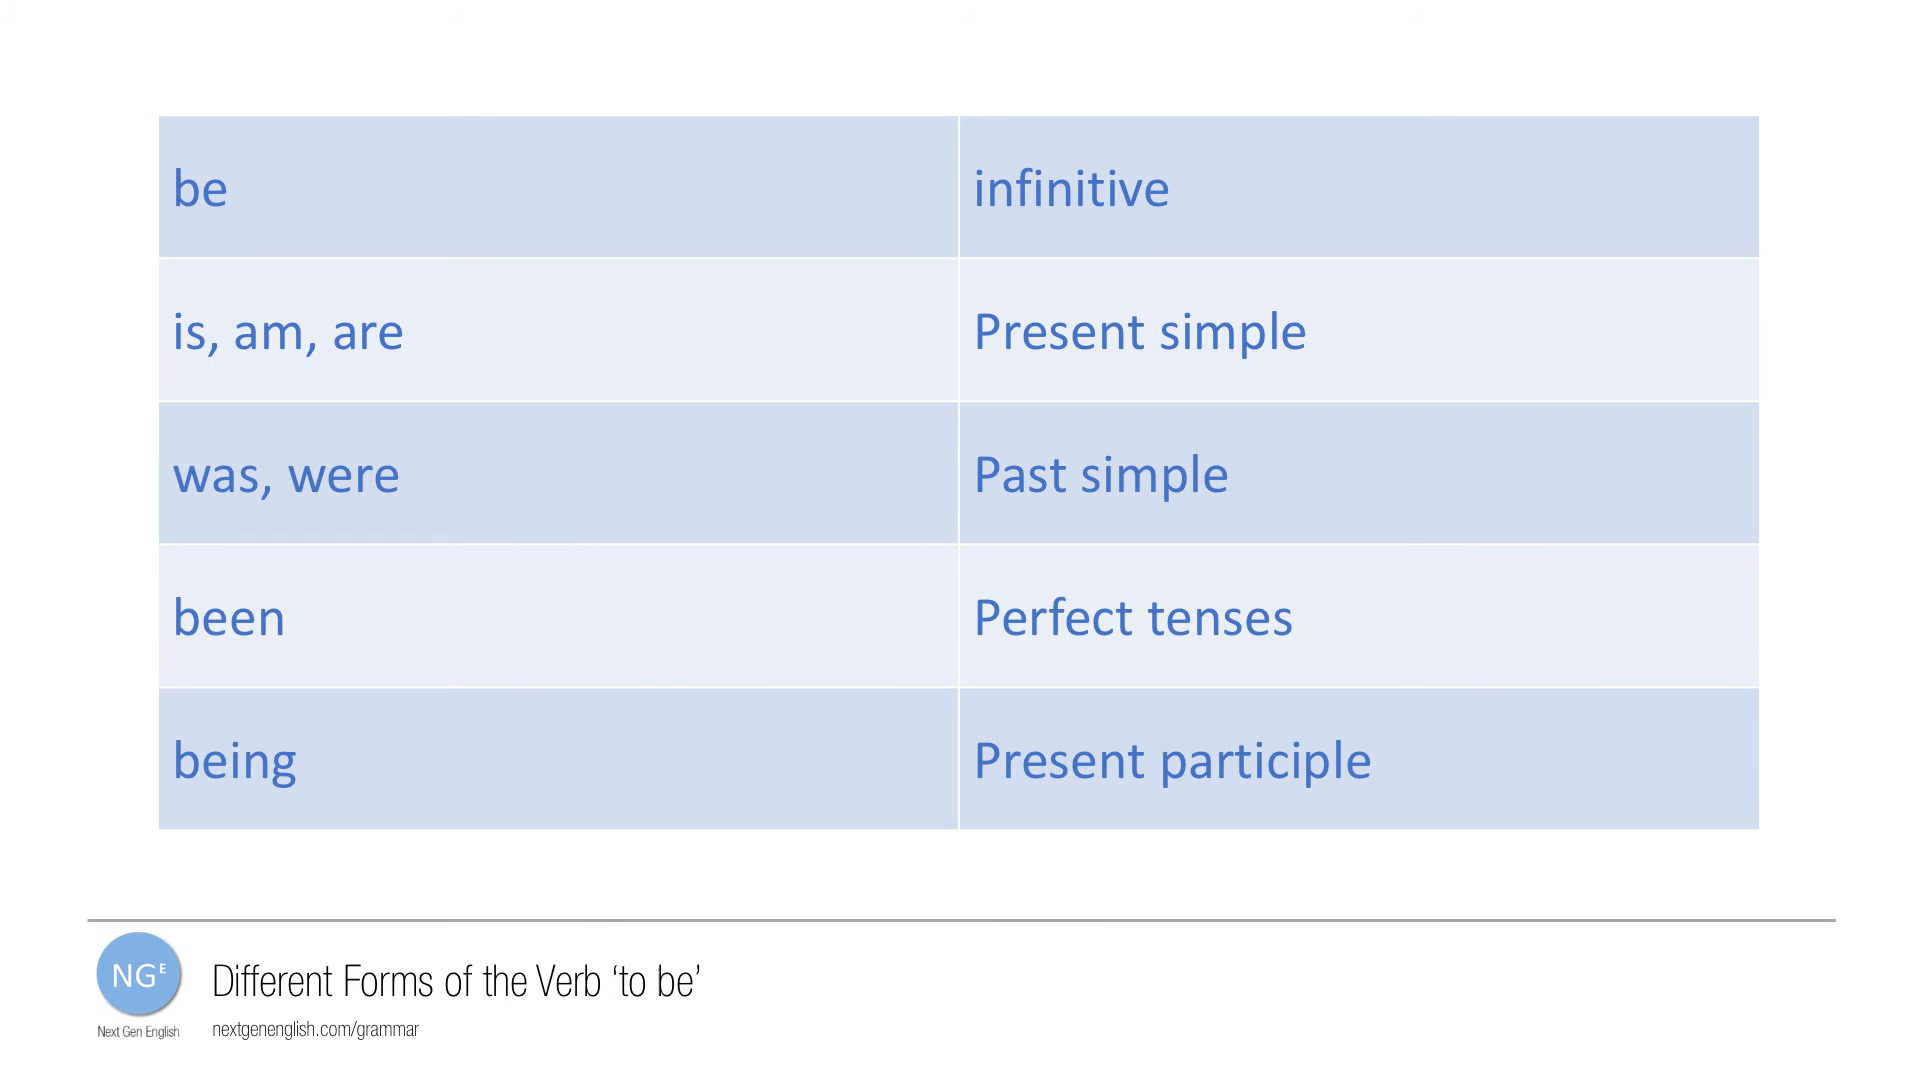 be infinitive
is, am, are Present simple
was, were Past simple
been Perfect tenses
being Present participle
NGᴱ
Next Gen English
Different Forms of the Verb ‘to be’
nextgenenglish.com/grammar